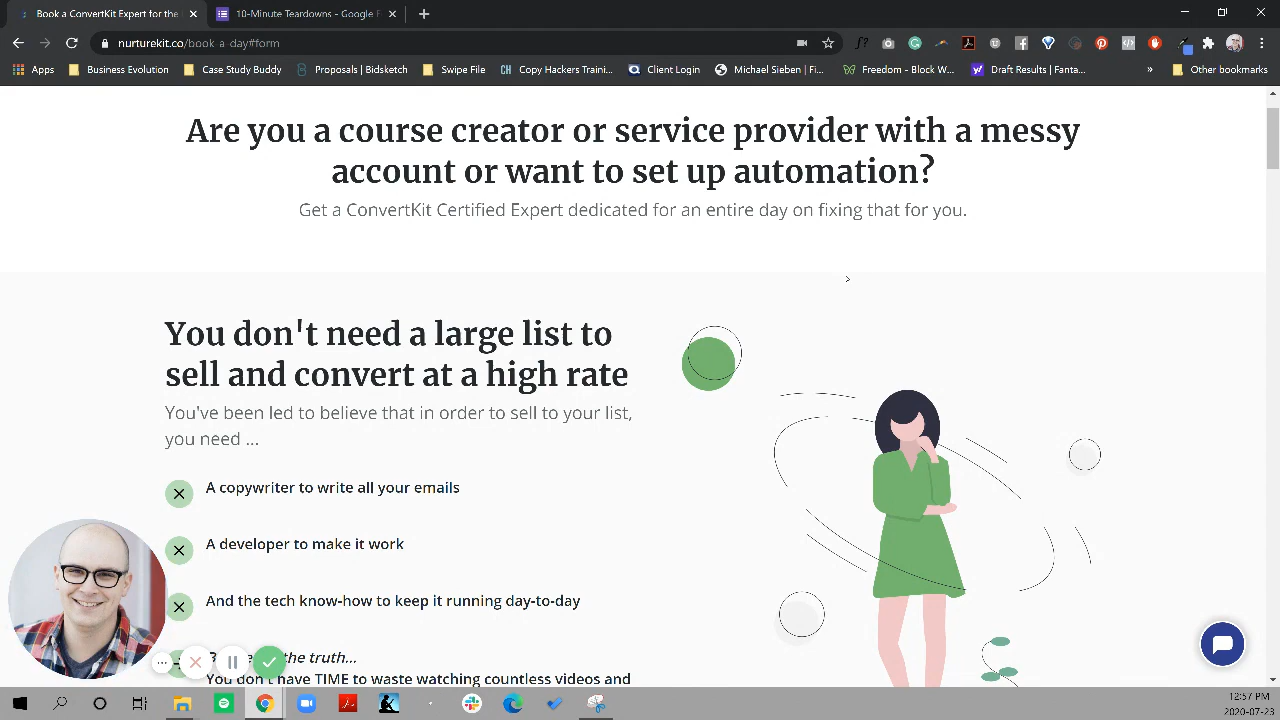 Book a ConvertKit Expert for the
10-Minute Teardowns - Google F
nurturekit.co/book-a-day#form
Apps
Business Evolution
Case Study Buddy
Proposals | Bidsketch
Swipe File
Copy Hackers Traini...
Client Login
Michael Sieben | Fi...
Freedom - Block W...
Draft Results | Fanta...
Other bookmarks
Are you a course creator or service provider with a messy
account or want to set up automation?
Get a ConvertKit Certified Expert dedicated for an entire day on fixing that for you.
You don't need a large list to
sell and convert at a high rate
You've been led to believe that in order to sell to your list,
you need ...
A copywriter to write all your emails
A developer to make it work
And the tech know-how to keep it running day-to-day
the truth...
You don't have TIME to waste watching countless videos and
12:57 PM
2020-07-23